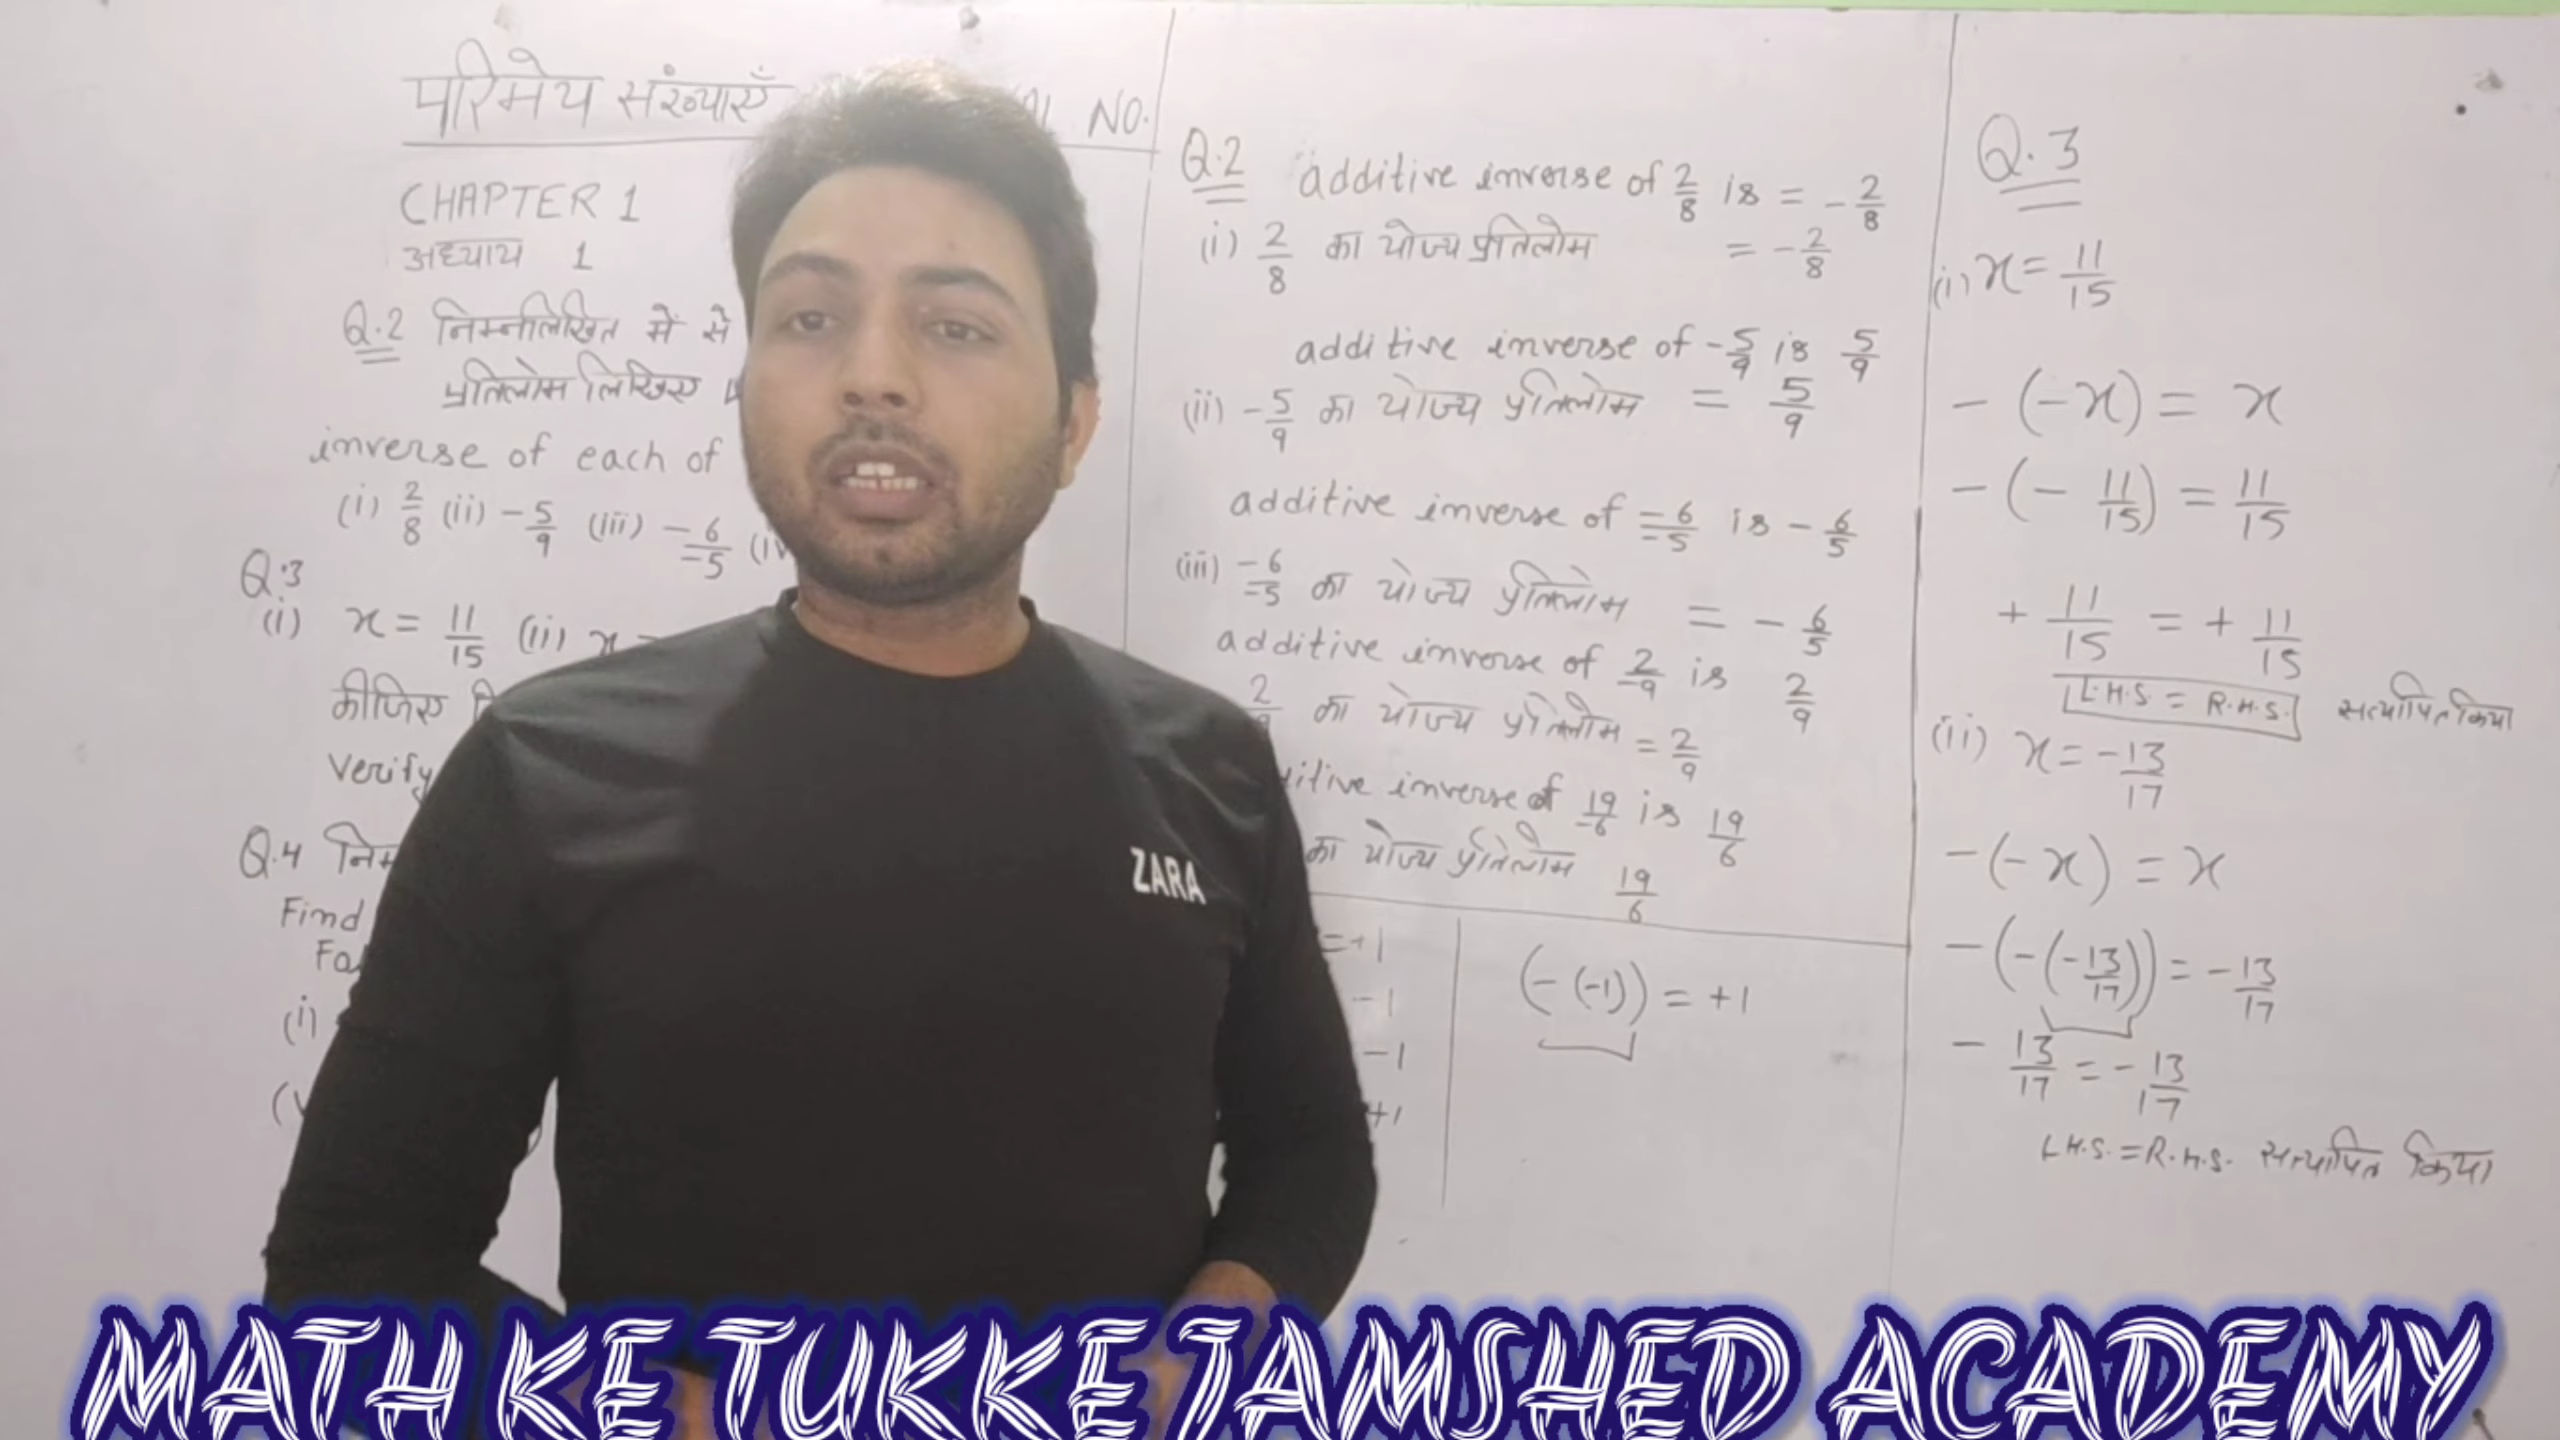 परिमेय संख्याएँ
NO.
CHAPTER 1
अध्याय 1
Q.2 निम्नलिखित में से
प्रतिलोम लिखिए
inverse of each of
(i) 2/8 (ii) -5/9 (iii) -6/-5
Q.3
(i) x = 11/15 (ii) x
कीजिए
Verify
Q.4
Find
(i)
Q.2 additive inverse of 2/8 is = -2/8
(i) 2/8 का योज्य प्रतिलोम = -2/8
additive inverse of -5/9 is 5/9
(ii) -5/9 का योज्य प्रतिलोम = 5/9
additive inverse of -6/-5 is -6/5
(iii) -6/-5 का योज्य प्रतिलोम = -6/5
additive inverse of 2/-9 is 2/9
का योज्य प्रतिलोम = 2/9
inverse of 19/-6 is 19/6
का योज्य प्रतिलोम 19/6
=+1
-1
-1
+1
(-(-1)) = +1
Q.3
(i) x = 11/15
-(-x) = x
-(-11/15) = 11/15
+11/15 = +11/15
L.H.S. = R.H.S. सत्यापित किया
(ii) x = -13/17
-(-x) = x
-(-(-13/17)) = -13/17
-13/17 = -13/17
L.H.S. = R.H.S. सत्यापित किया
ZARA
MATH KE TUKKE JAMSHED ACADEMY